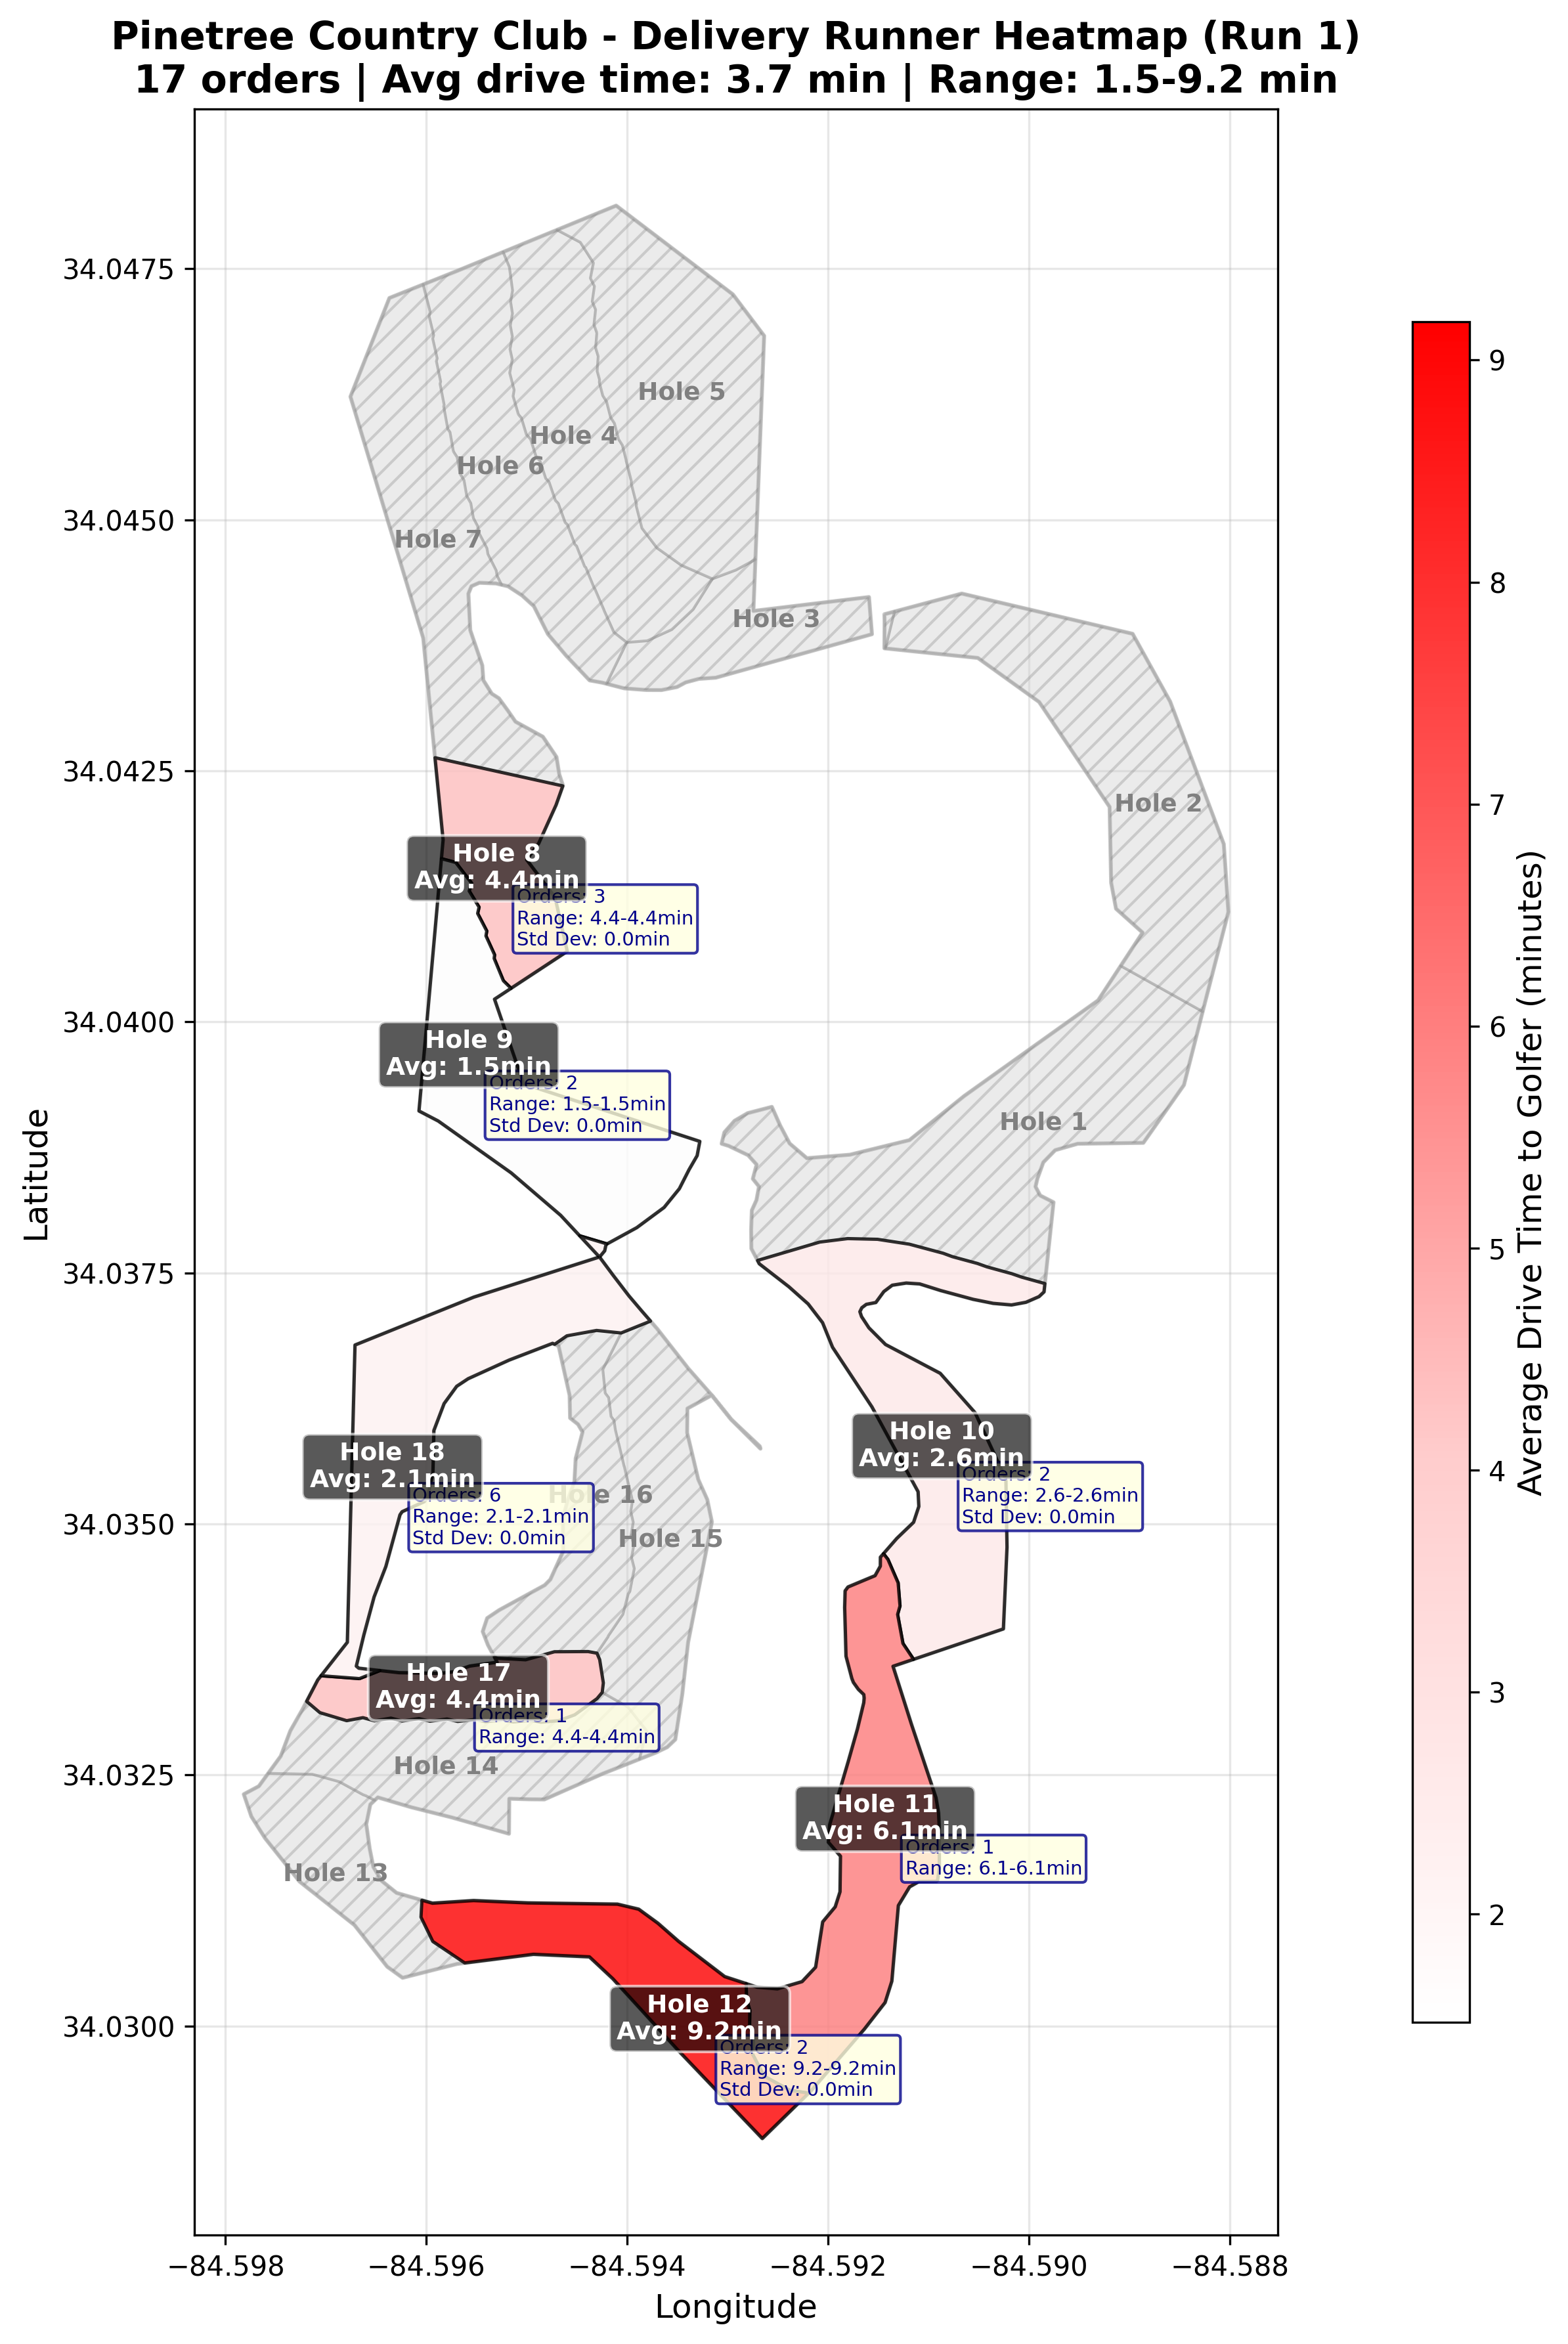 Pinetree Country Club - Delivery Runner Heatmap (Run 1)
17 orders | Avg drive time: 3.7 min | Range: 1.5-9.2 min
34.0475
34.0450
34.0425
34.0400
34.0375
34.0350
34.0325
34.0300
Latitude
Hole 5
Hole 4
Hole 6
Hole 7
Hole 3
Hole 2
Hole 8
Avg: 4.4min
Orders: 3
Range: 4.4-4.4min
Std Dev: 0.0min
Hole 9
Avg: 1.5min
Orders: 2
Range: 1.5-1.5min
Std Dev: 0.0min
Hole 1
Hole 10
Avg: 2.6min
Orders: 2
Range: 2.6-2.6min
Std Dev: 0.0min
Hole 18
Avg: 2.1min
Orders: 6
Range: 2.1-2.1min
Std Dev: 0.0min
Hole 16
Hole 15
Hole 17
Avg: 4.4min
Orders: 1
Range: 4.4-4.4min
Hole 14
Hole 11
Avg: 6.1min
Orders: 1
Range: 6.1-6.1min
Hole 13
Hole 12
Avg: 9.2min
Orders: 2
Range: 9.2-9.2min
Std Dev: 0.0min
−84.598
−84.596
−84.594
−84.592
−84.590
−84.588
Longitude
9
8
7
6
5
4
3
2
Average Drive Time to Golfer (minutes)